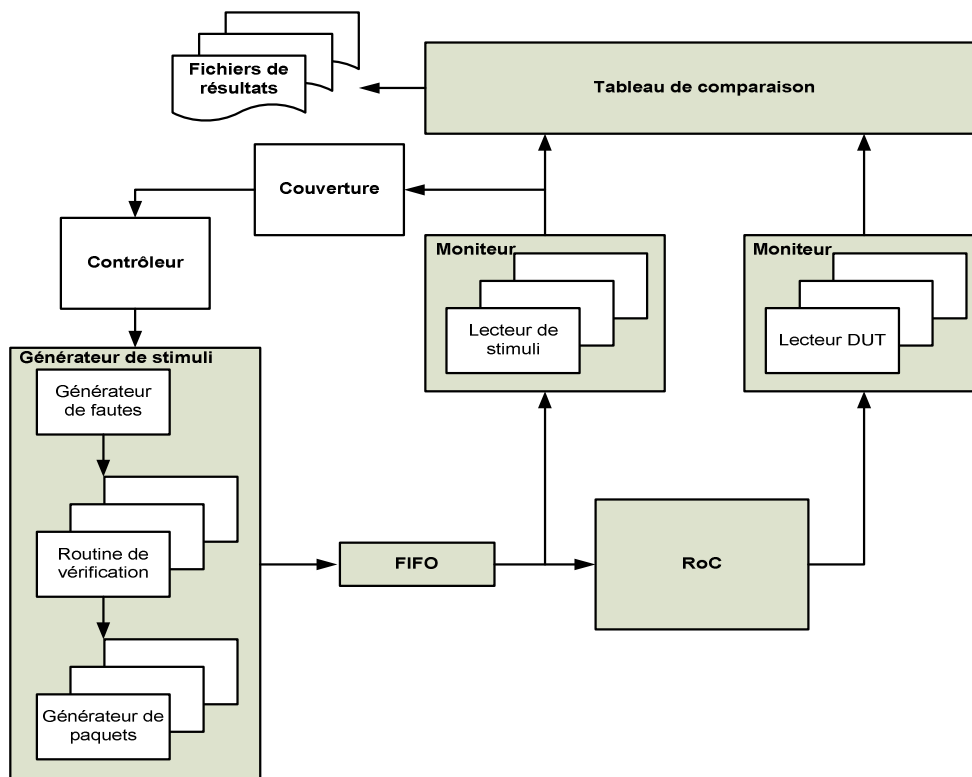 Fichiers de
résultats
Tableau de comparaison
Couverture
Contrôleur
Moniteur
Lecteur de
stimuli
Moniteur
Lecteur DUT
Générateur de stimuli
Générateur
de fautes
Routine de
vérification
Générateur de
paquets
FIFO
RoC